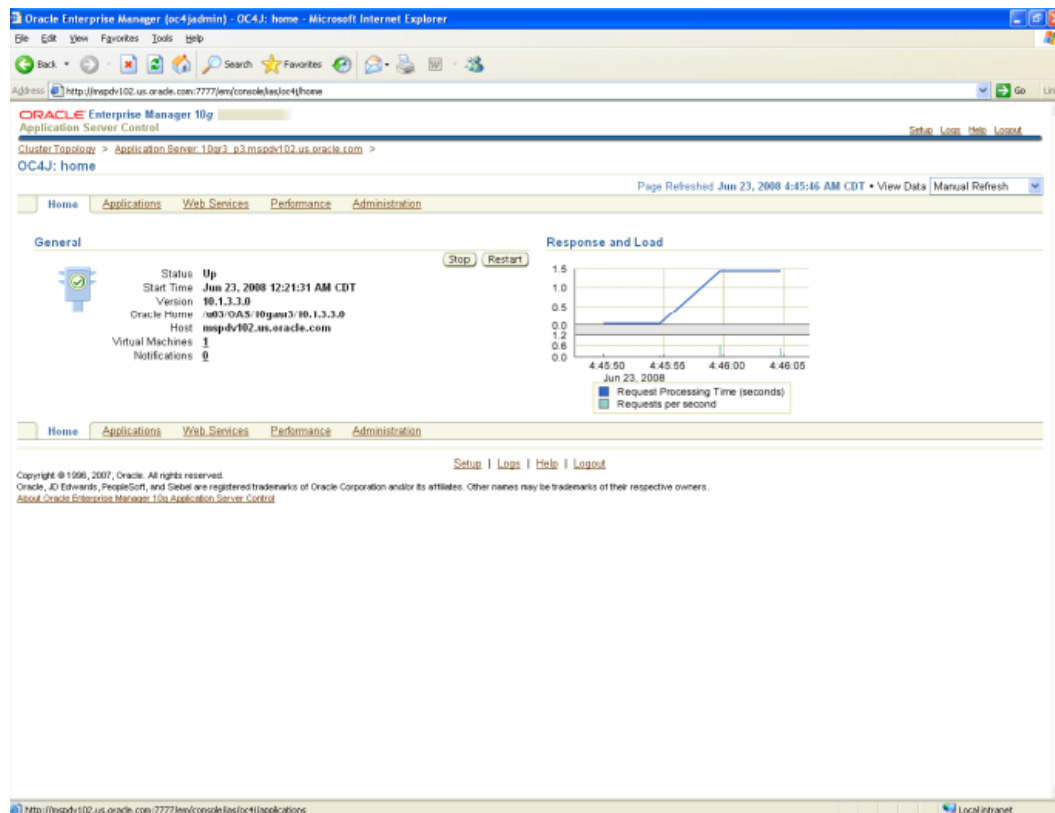 Oracle Enterprise Manager (oc4jadmin) - OC4J: home - Microsoft Internet Explorer
File Edit View Favorites Tools Help
Back Search Favorites
Address http://mspdv102.us.oracle.com:7777/em/console/ias/oc4j/home Go
ORACLE Enterprise Manager 10g
Application Server Control
Setup Logs Help Logout
Cluster Topology > Application Server: 10gr3_p3.mspdv102.us.oracle.com >
OC4J: home
Page Refreshed Jun 23, 2008 4:45:46 AM CDT • View Data Manual Refresh
Home Applications Web Services Performance Administration
General
Stop Restart
Status Up
Start Time Jun 23, 2008 12:21:31 AM CDT
Version 10.1.3.3.0
Oracle Home
Host mspdv102.us.oracle.com
Virtual Machines 1
Notifications 0
Response and Load
1.5
1.0
0.5
0.0
1.2
0.6
0.0
4:45:50 4:45:55 4:46:00 4:46:05
Jun 23, 2008
Request Processing Time (seconds)
Requests per second
Home Applications Web Services Performance Administration
Setup | Logs | Help | Logout
Copyright © 1996, 2007, Oracle. All rights reserved.
Oracle, JD Edwards, PeopleSoft, and Siebel are registered trademarks of Oracle Corporation and/or its affiliates. Other names may be trademarks of their respective owners.
About Oracle Enterprise Manager 10g Application Server Control
http://mspdv102.us.oracle.com:7777/em/console/ias/oc4j/applications
Local intranet